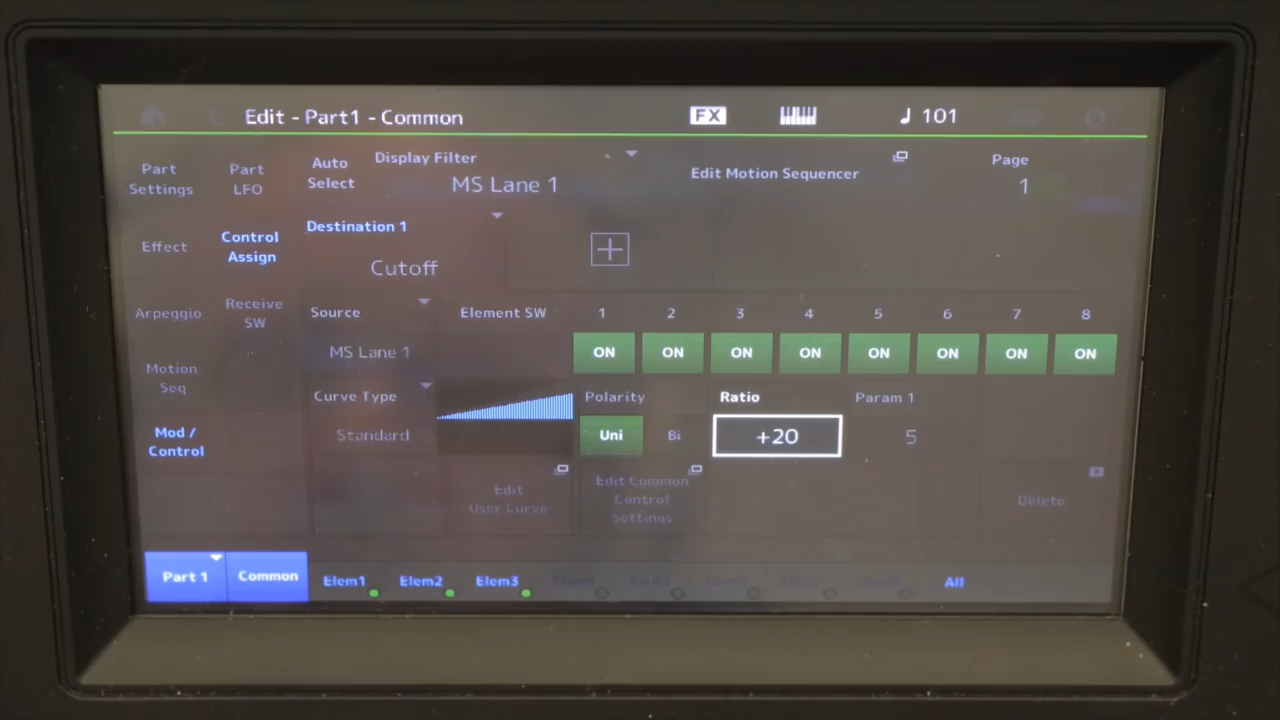 Edit - Part1 - Common
FX
♩ 101
Part Settings
Part LFO
Auto Select
Display Filter
MS Lane 1
Edit Motion Sequencer
Page
1
Effect
Control Assign
Destination 1
Cutoff
Arpeggio
Receive SW
Source
MS Lane 1
Element SW
1 2 3 4 5 6 7 8
ON ON ON ON ON ON ON ON
Motion Seq
Curve Type
Standard
Polarity
Uni Bi
Ratio
+20
Param 1
5
Mod / Control
Edit User Curve
Edit Common Control Settings
Delete
Part 1
Common
Elem1
Elem2
Elem3
All